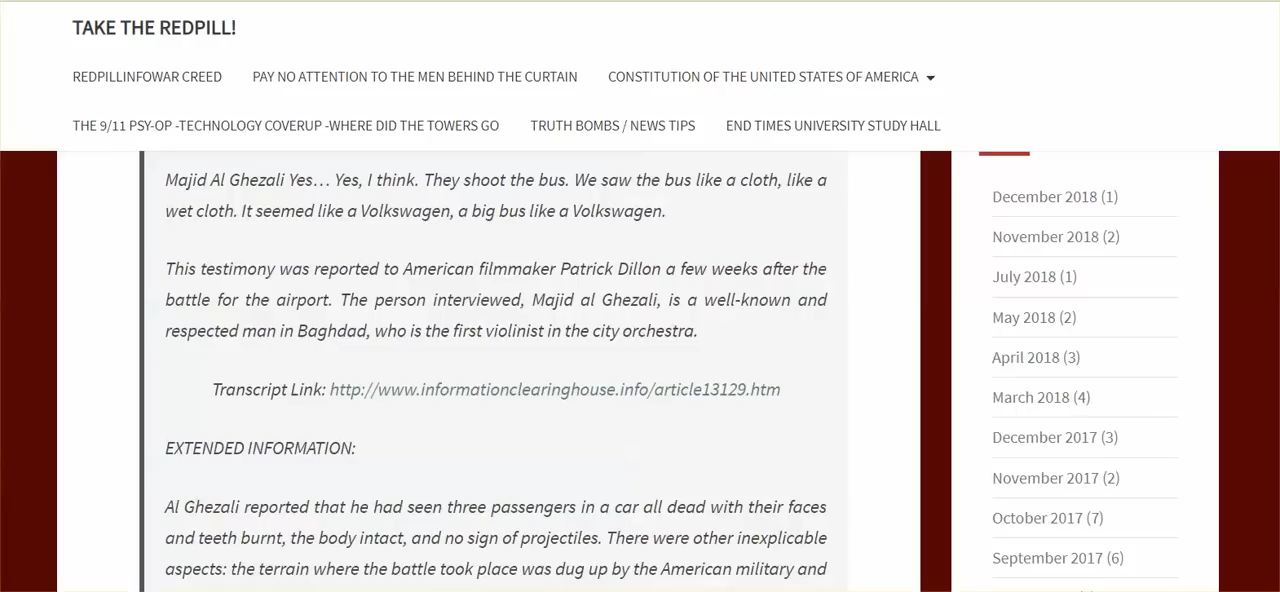 TAKE THE REDPILL!
REDPILLINFOWAR CREED
PAY NO ATTENTION TO THE MEN BEHIND THE CURTAIN
CONSTITUTION OF THE UNITED STATES OF AMERICA
THE 9/11 PSY-OP -TECHNOLOGY COVERUP -WHERE DID THE TOWERS GO
TRUTH BOMBS / NEWS TIPS
END TIMES UNIVERSITY STUDY HALL
Majid Al Ghezali Yes… Yes, I think. They shoot the bus. We saw the bus like a cloth, like a
wet cloth. It seemed like a Volkswagen, a big bus like a Volkswagen.
This testimony was reported to American filmmaker Patrick Dillon a few weeks after the
battle for the airport. The person interviewed, Majid al Ghezali, is a well-known and
respected man in Baghdad, who is the first violinist in the city orchestra.
Transcript Link: http://www.informationclearinghouse.info/article13129.htm
EXTENDED INFORMATION:
Al Ghezali reported that he had seen three passengers in a car all dead with their faces
and teeth burnt, the body intact, and no sign of projectiles. There were other inexplicable
aspects: the terrain where the battle took place was dug up by the American military and
December 2018 (1)
November 2018 (2)
July 2018 (1)
May 2018 (2)
April 2018 (3)
March 2018 (4)
December 2017 (3)
November 2017 (2)
October 2017 (7)
September 2017 (6)